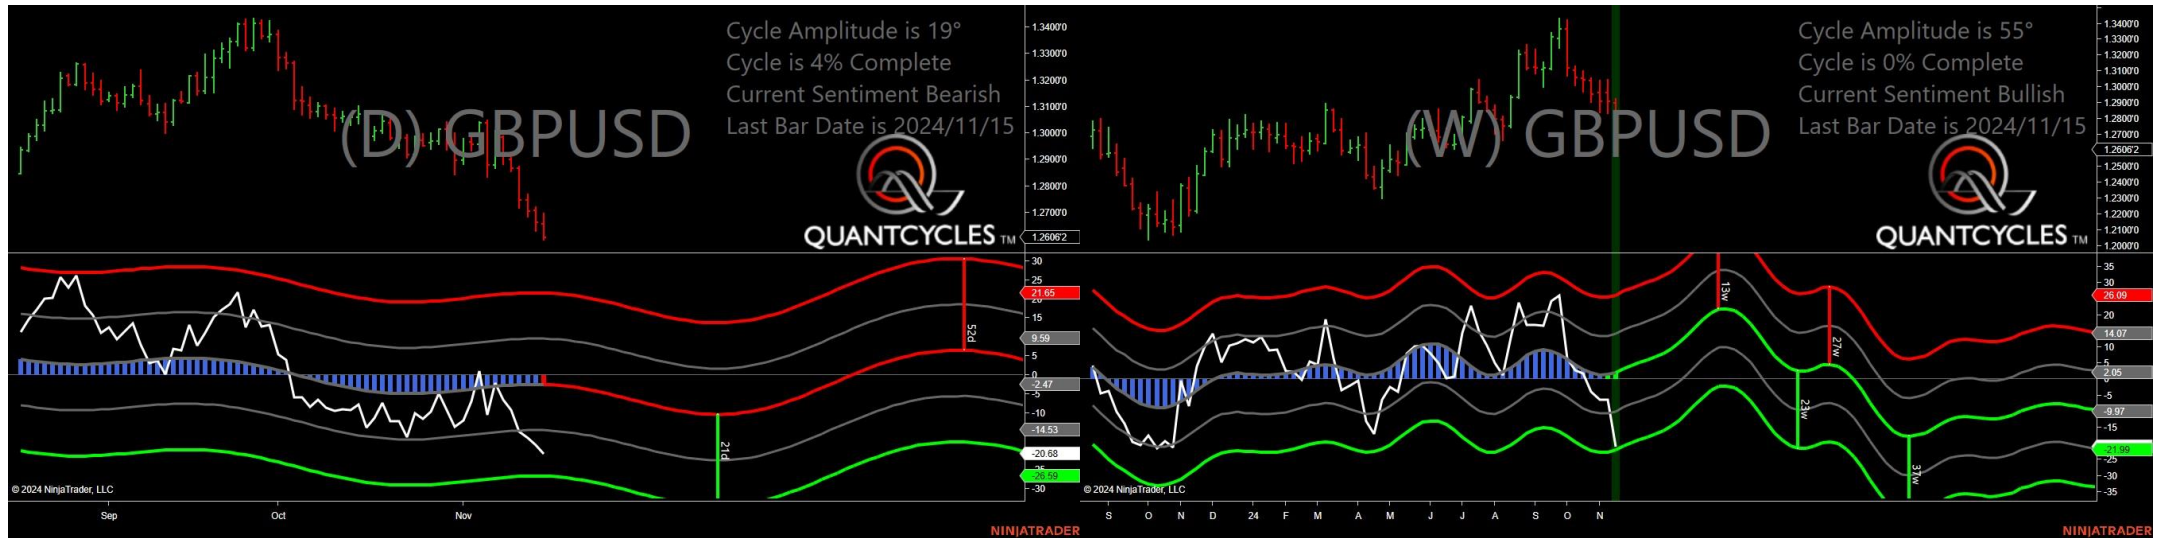 Cycle Amplitude is 19°
Cycle is 4% Complete
Current Sentiment Bearish
Last Bar Date is 2024/11/15
(D) GBPUSD
QUANTCYCLES TM
1.3400'0
1.3300'0
1.3200'0
1.3100'0
1.3000'0
1.2900'0
1.2800'0
1.2700'0
1.2606'2
30
25
21.65
20
15
9.59
5
0
-2.47
-5
-10
-14.53
-20.68
-26.59
-30
52d
21d
© 2024 NinjaTrader, LLC
Sep
Oct
Nov
NINJATRADER
Cycle Amplitude is 55°
Cycle is 0% Complete
Current Sentiment Bullish
Last Bar Date is 2024/11/15
(W) GBPUSD
QUANTCYCLES TM
1.3400'0
1.3300'0
1.3200'0
1.3100'0
1.3000'0
1.2900'0
1.2800'0
1.2700'0
1.2606'2
1.2500'0
1.2400'0
1.2300'0
1.2200'0
1.2100'0
1.2000'0
35
30
26.09
20
14.07
10
5
2.05
-5
-9.97
-15
-21.99
-25
-30
-35
13w
27w
23w
37w
© 2024 NinjaTrader, LLC
S O N D 24 F M A M J J A S O N
NINJATRADER